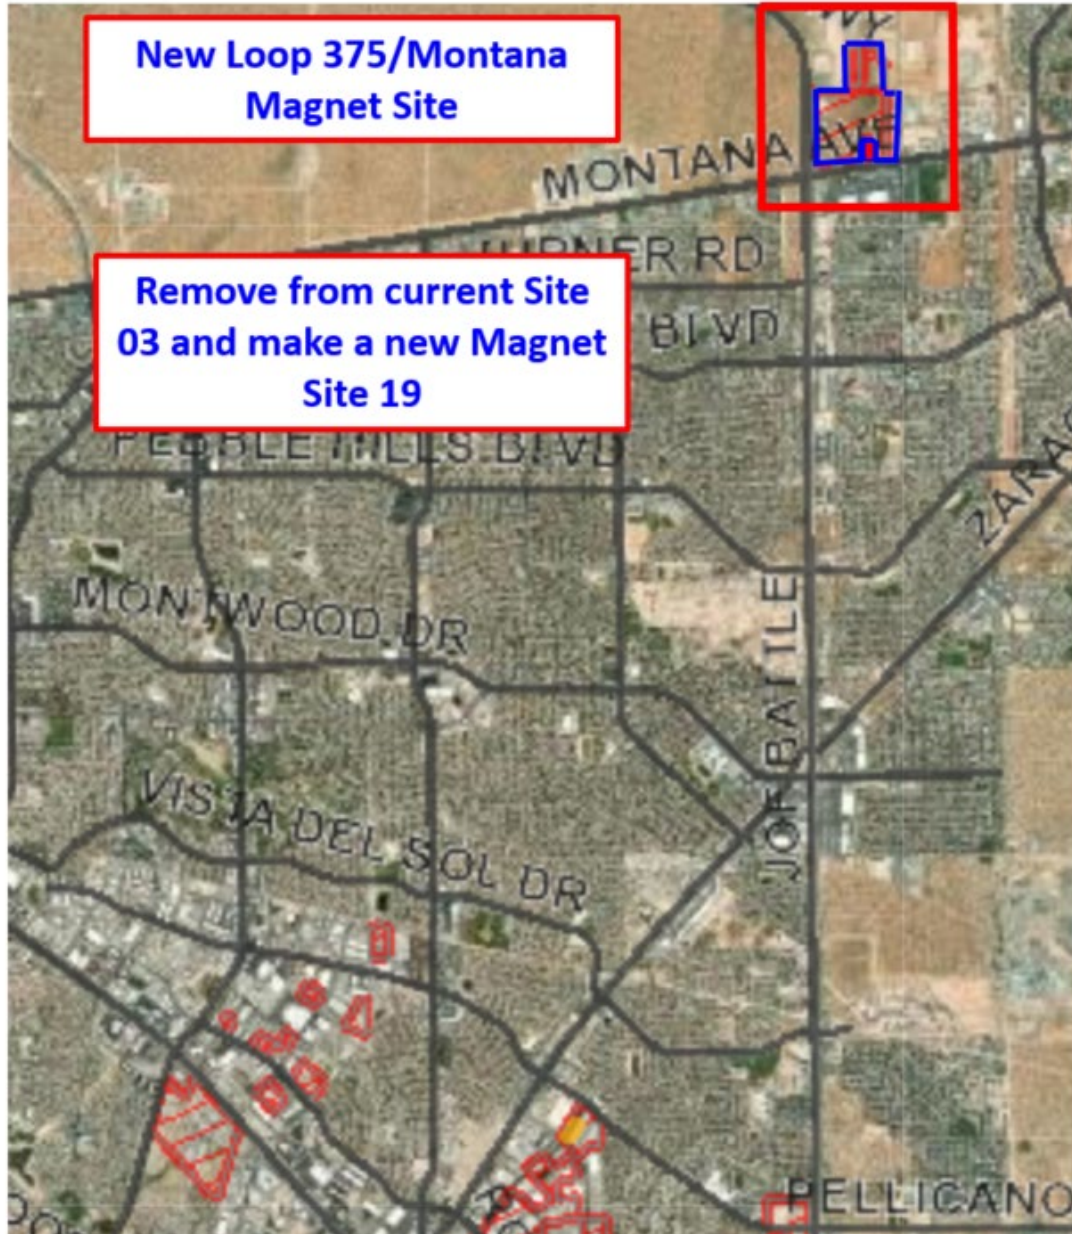 New Loop 375/Montana
Magnet Site
MONTANA AVE
Remove from current Site
03 and make a new Magnet
Site 19
RD
BLVD
PEBBLE HILLS BLVD
MONTWOOD DR
JOE BATTLE
VISTA DEL SOL DR
PELLICANO